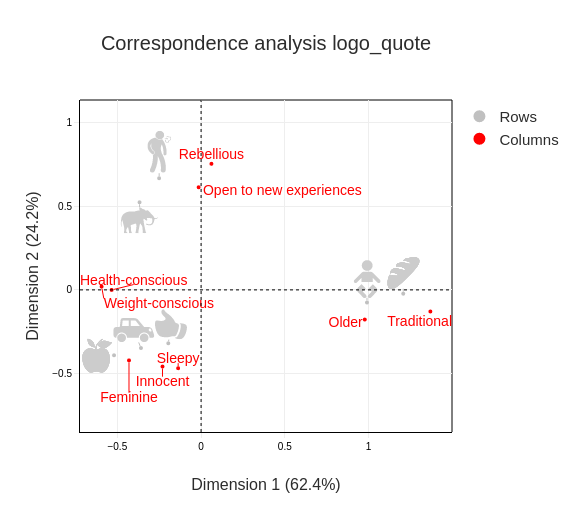 Correspondence analysis logo_quote
Rows
Columns
1
0.5
0
−0.5
Dimension 2 (24.2%)
Rebellious
Open to new experiences
Health-conscious
Weight-conscious
Older
Traditional
Sleepy
Innocent
Feminine
−0.5
0
0.5
1
Dimension 1 (62.4%)